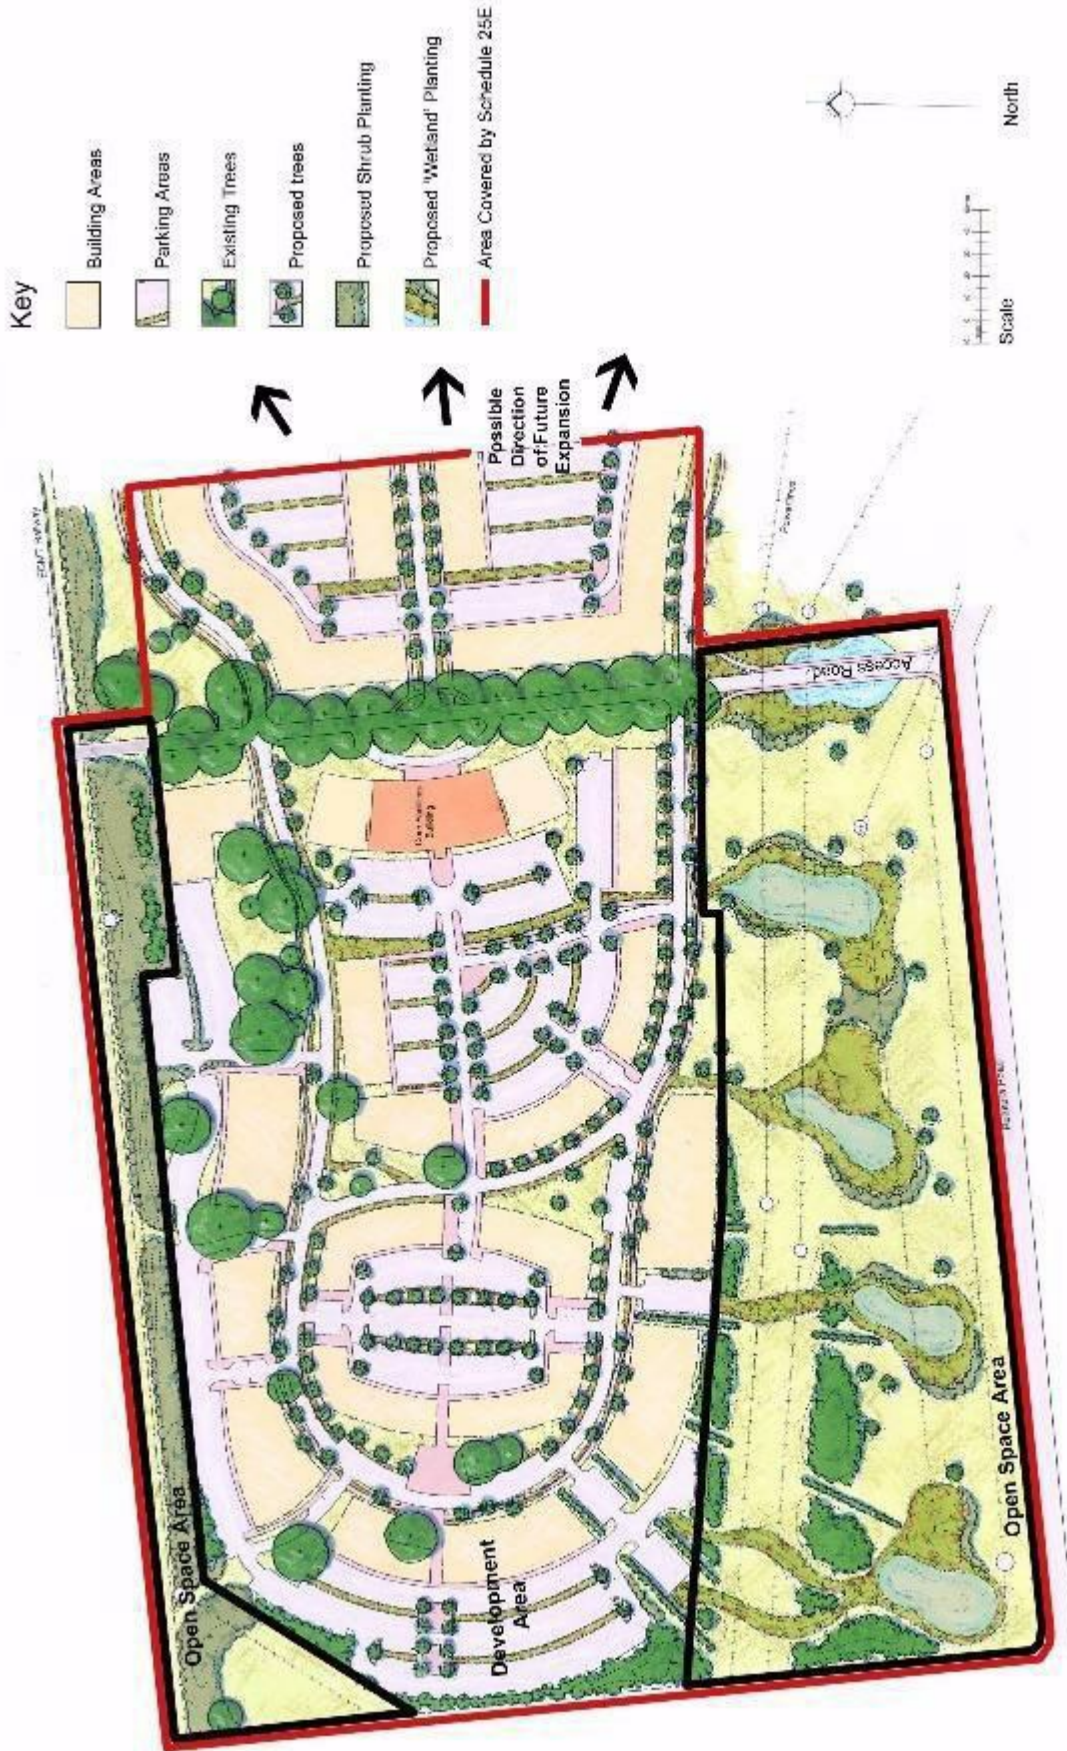 Key
Building Areas
Parking Areas
Existing Trees
Proposed trees
Proposed Shrub Planting
Proposed 'Wetland' Planting
Area Covered by Schedule 25E
North
Scale
Possible
Direction
of Future
Expansion
Access Road
Building
Open Space Area
Development
Area
Open Space Area